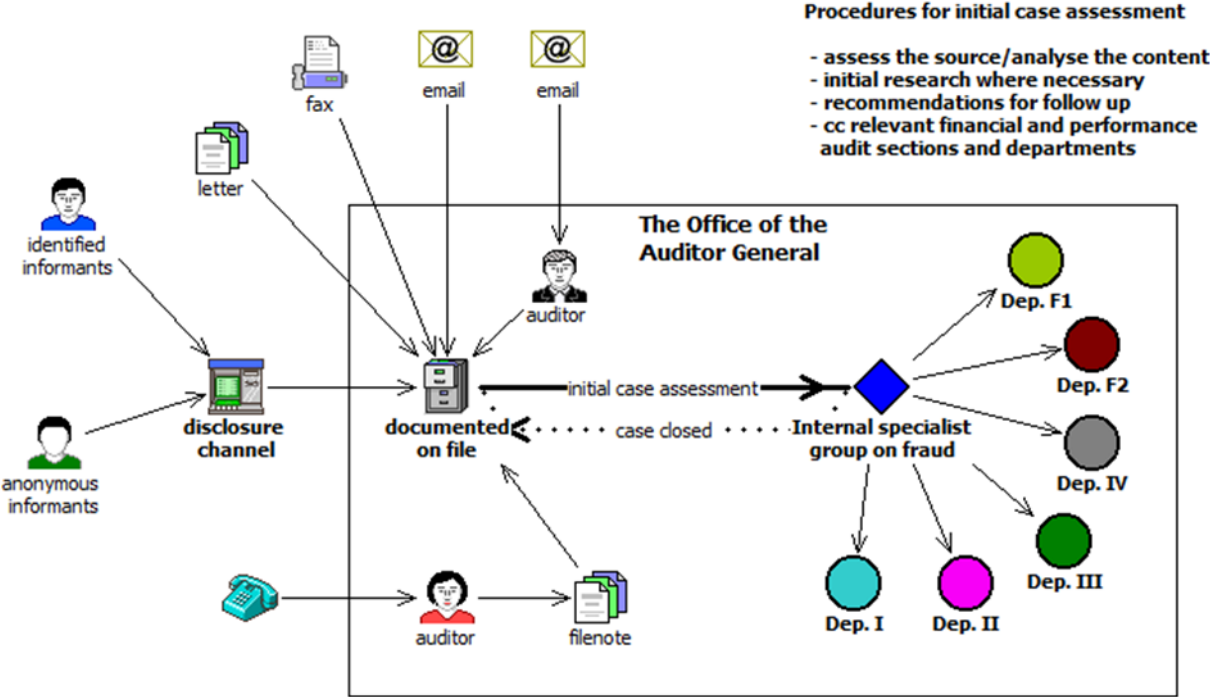 Procedures for initial case assessment
- assess the source/analyse the content
- initial research where necessary
- recommendations for follow up
- cc relevant financial and performance
audit sections and departments
@
@
fax
email
email
letter
identified
informants
The Office of the
Auditor General
auditor
Dep. F1
Dep. F2
initial case assessment
disclosure
channel
documented
on file
case closed
Internal specialist
group on fraud
anonymous
informants
Dep. IV
Dep. III
Dep. I
Dep. II
auditor
filenote